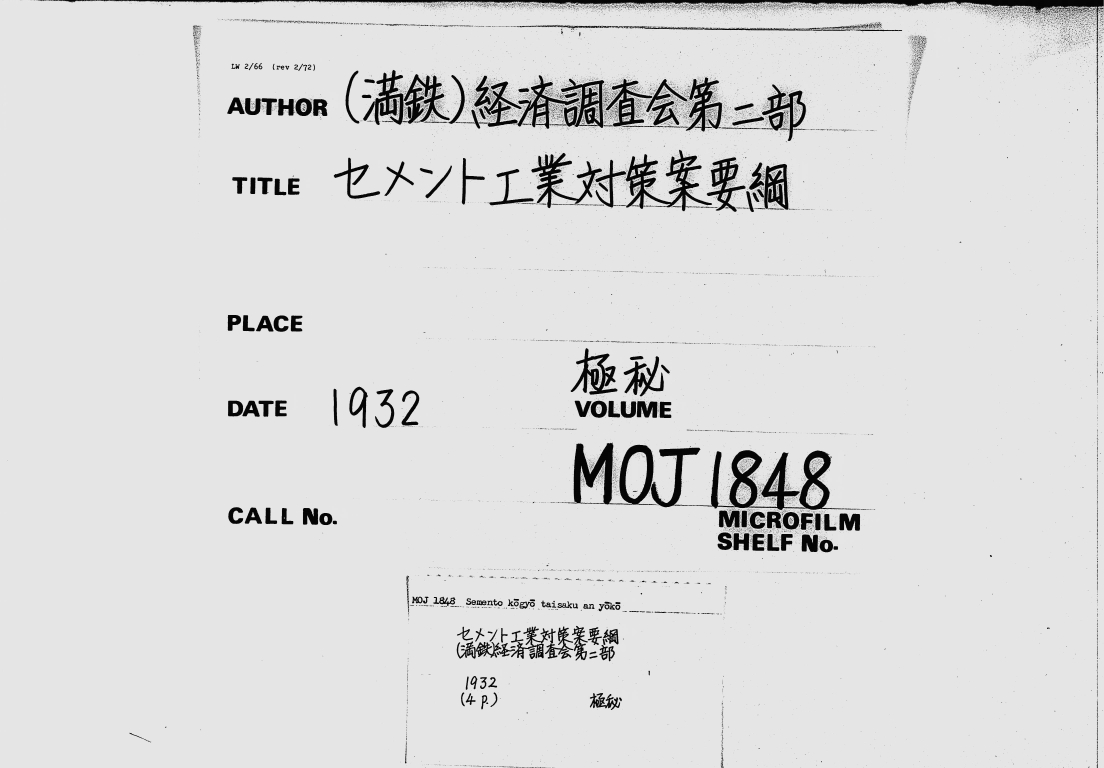 LW 2/66 (rev 2/72)
AUTHOR (満鉄)経済調査会第二部
TITLE セメント工業対策案要綱
PLACE
極秘
DATE 1932 VOLUME
MOJ 1848
CALL No. MICROFILM
SHELF No.
MOJ 1848 Semento kōgyō taisaku an yōkō
セメント工業対策案要綱
(満鉄)経済調査会第二部
1932
(4 p.) 極秘